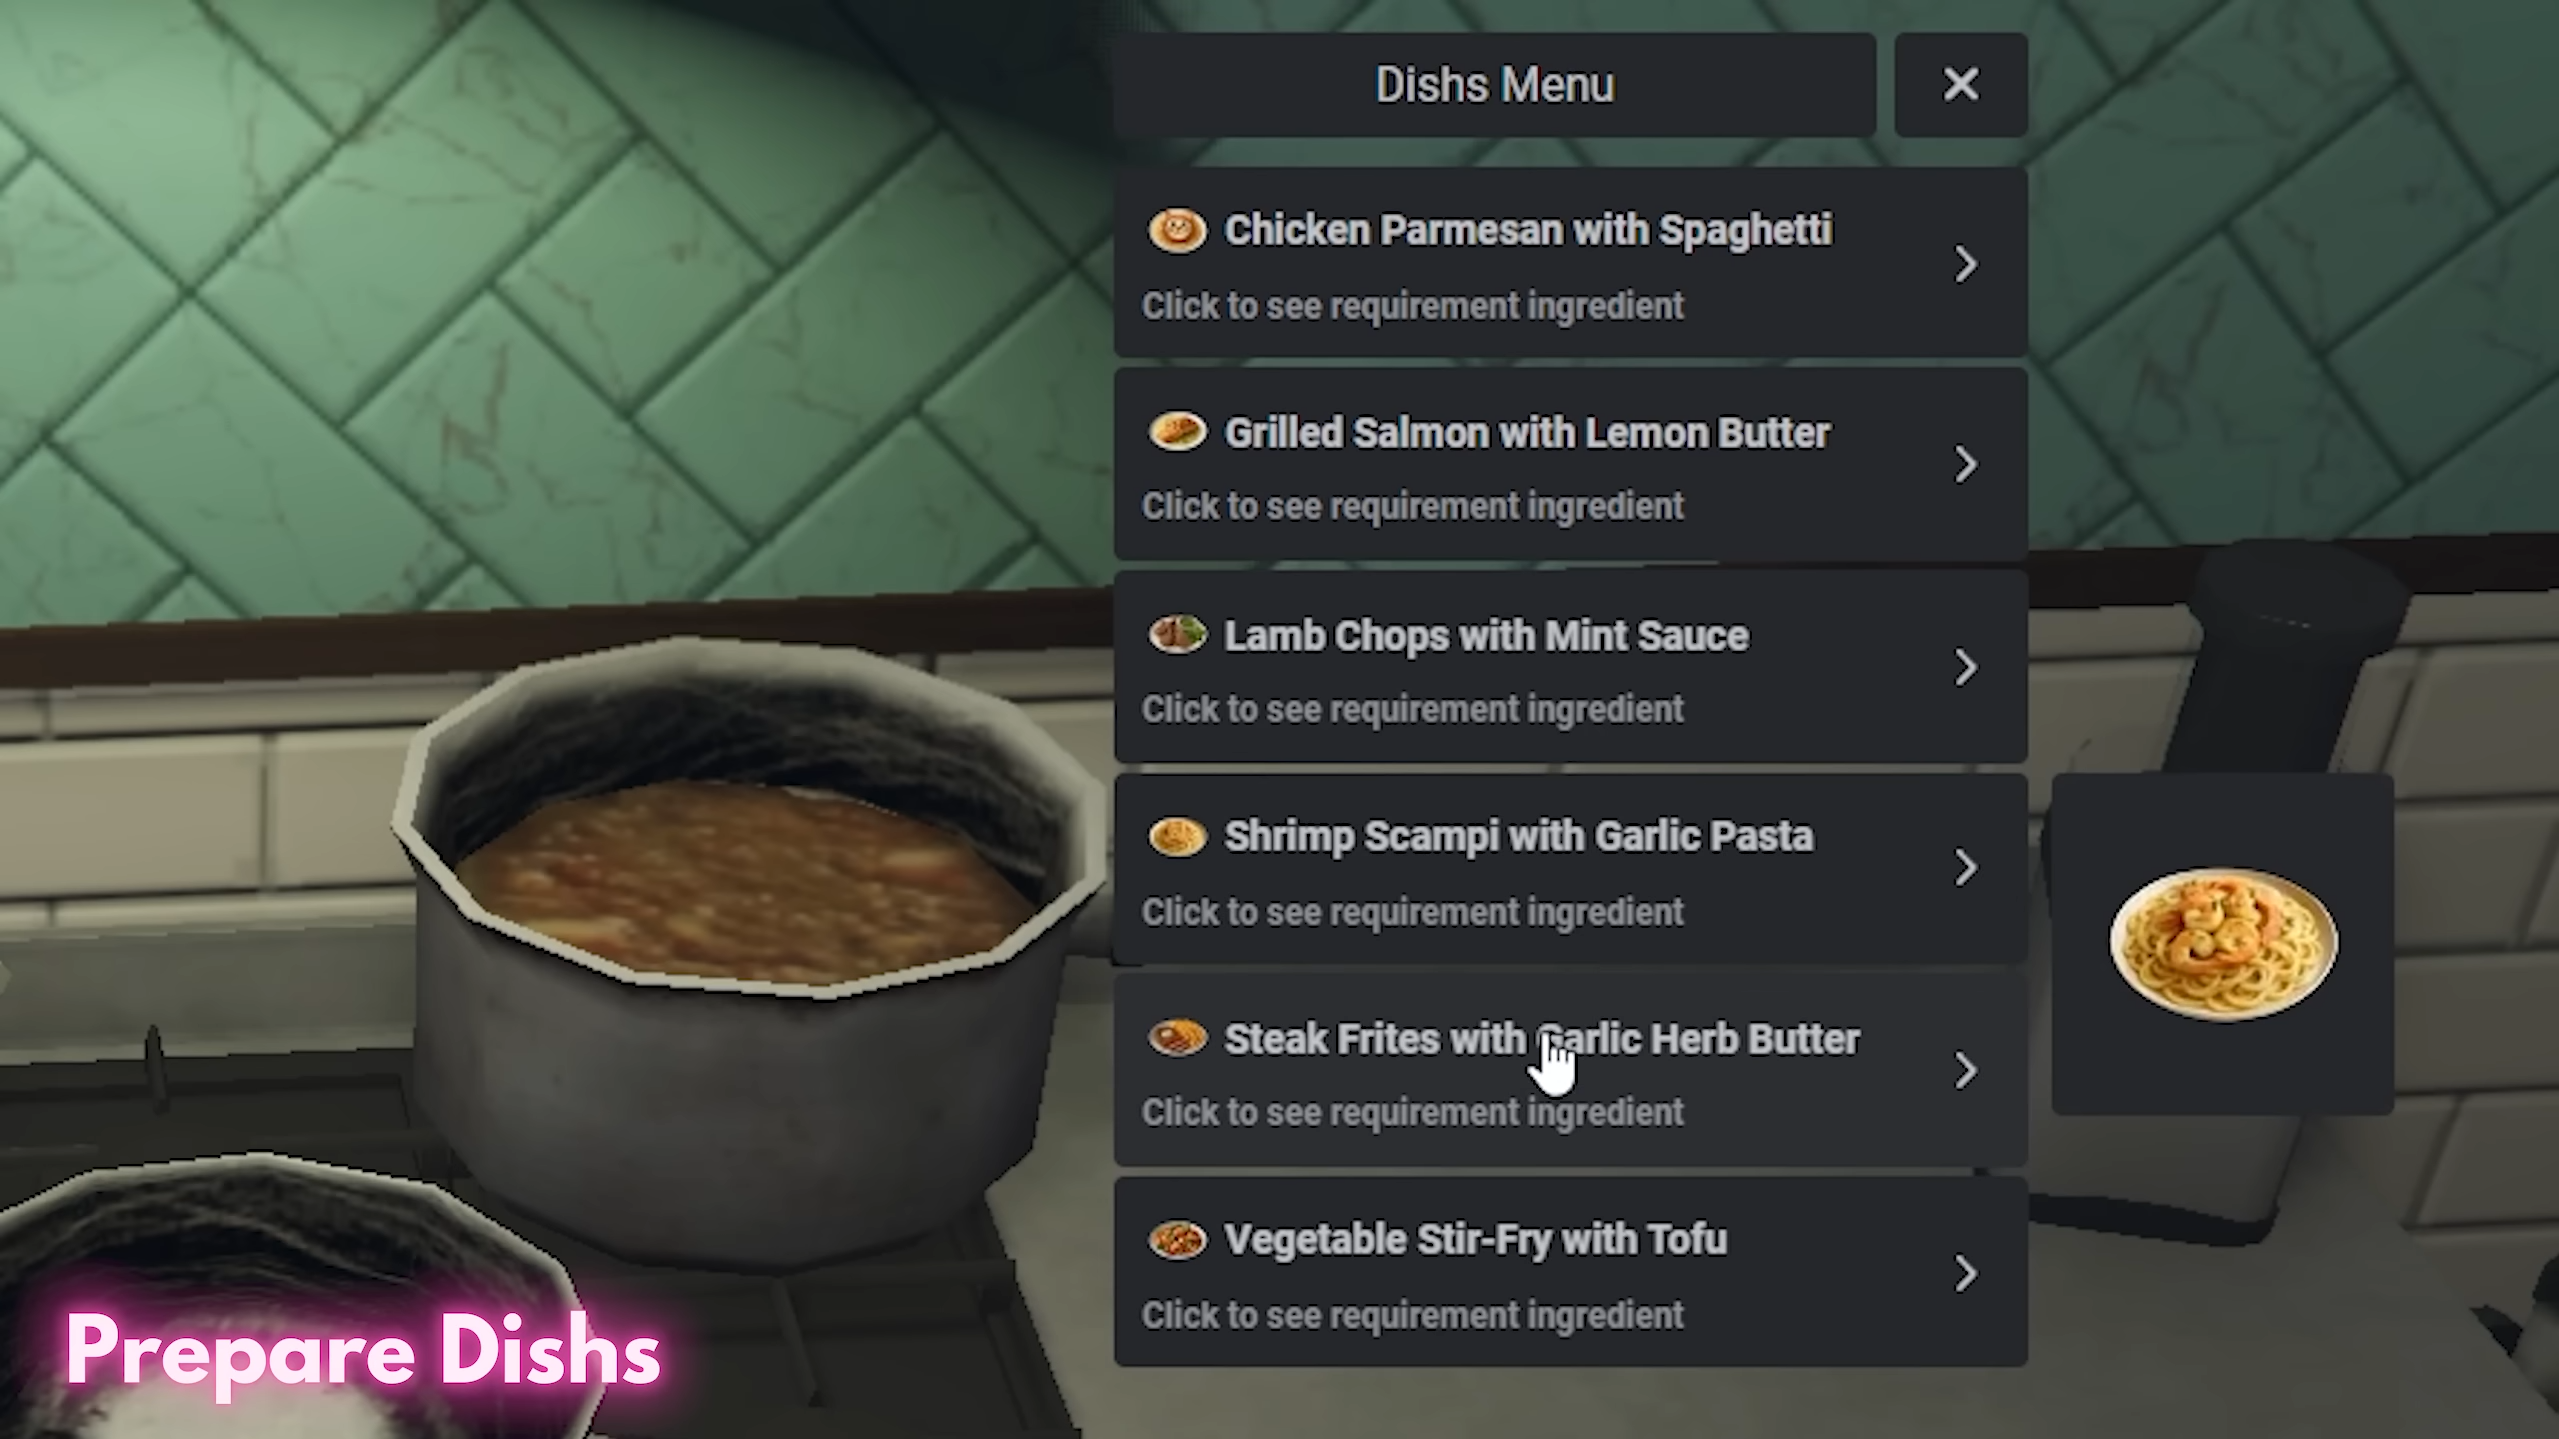 Dishs Menu
Chicken Parmesan with Spaghetti
Click to see requirement ingredient
Grilled Salmon with Lemon Butter
Click to see requirement ingredient
Lamb Chops with Mint Sauce
Click to see requirement ingredient
Shrimp Scampi with Garlic Pasta
Click to see requirement ingredient
Steak Frites with Garlic Herb Butter
Click to see requirement ingredient
Vegetable Stir-Fry with Tofu
Click to see requirement ingredient
Prepare Dishs